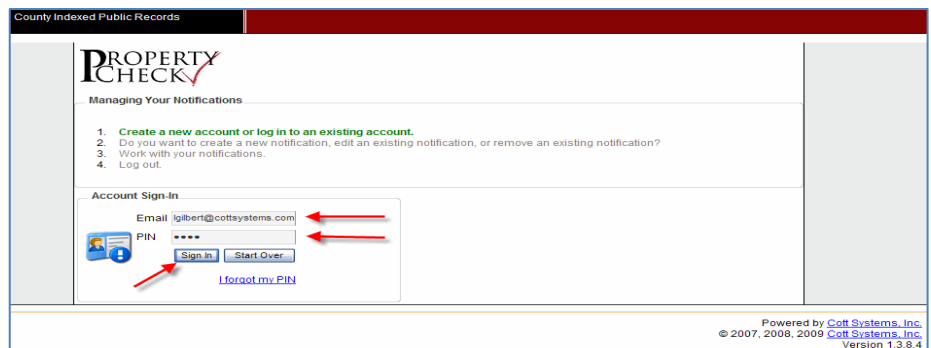 County Indexed Public Records
PROPERTY
CHECK
Managing Your Notifications
1. Create a new account or log in to an existing account.
2. Do you want to create a new notification, edit an existing notification, or remove an existing notification?
3. Work with your notifications.
4. Log out.
Account Sign-In
Email lgilbert@cottsystems.com
PIN ••••
Sign In Start Over
I forgot my PIN
Powered by Cott Systems, Inc.
© 2007, 2008, 2009 Cott Systems, Inc.
Version 1.3.8.4